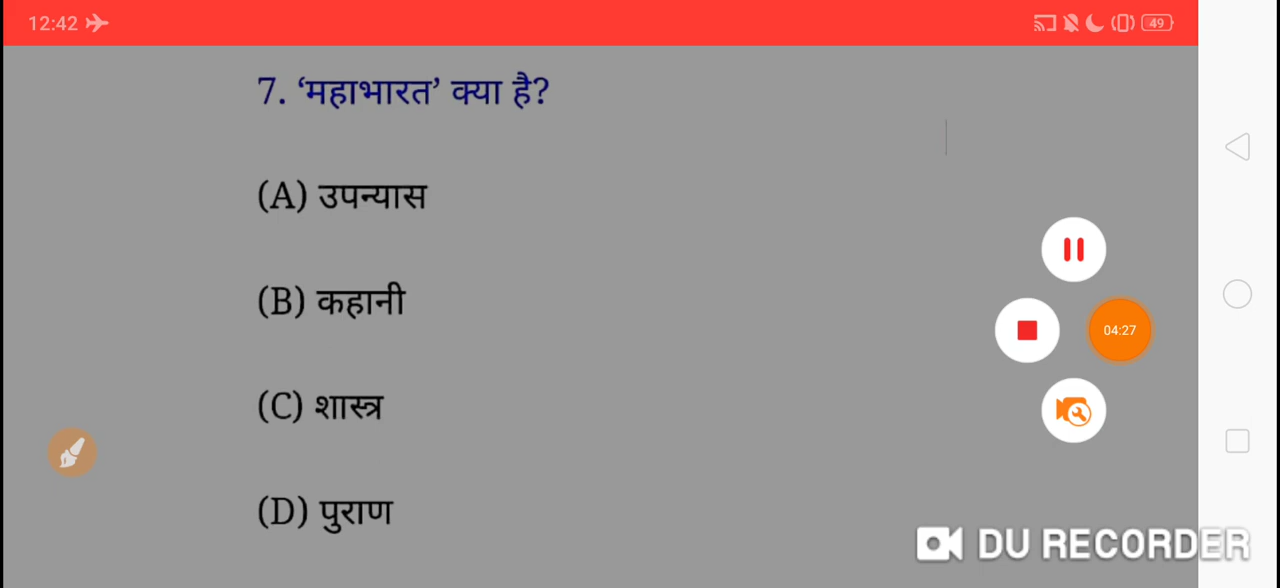 12:42
49
7. ‘महाभारत’ क्या है?
(A) उपन्यास
(B) कहानी
(C) शास्त्र
(D) पुराण
04:27
DU RECORDER